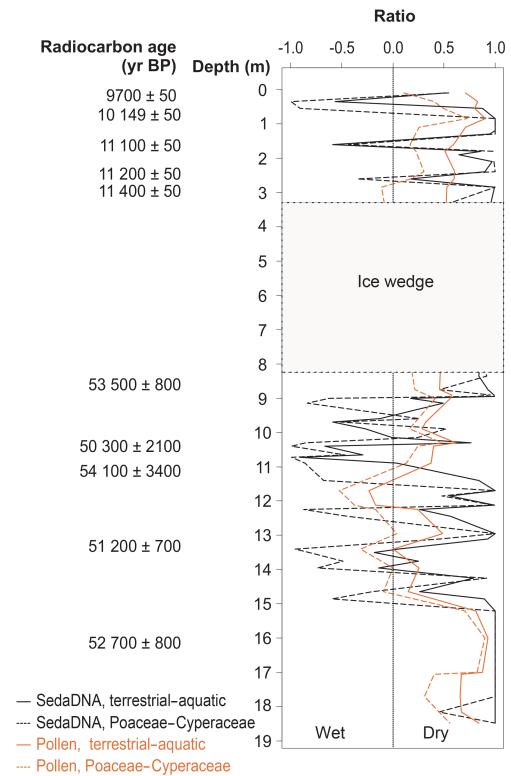 Ratio
Radiocarbon age
(yr BP)
Depth (m)
-1.0 -0.5 0.0 0.5 1.0
0
9700 ± 50
10 149 ± 50
1
11 100 ± 50
2
11 200 ± 50
11 400 ± 50
3
4
5
Ice wedge
6
7
8
53 500 ± 800
9
10
50 300 ± 2100
11
54 100 ± 3400
12
13
51 200 ± 700
14
15
16
52 700 ± 800
17
18
19
Wet Dry
SedaDNA, terrestrial–aquatic
SedaDNA, Poaceae–Cyperaceae
Pollen, terrestrial–aquatic
Pollen, Poaceae–Cyperaceae